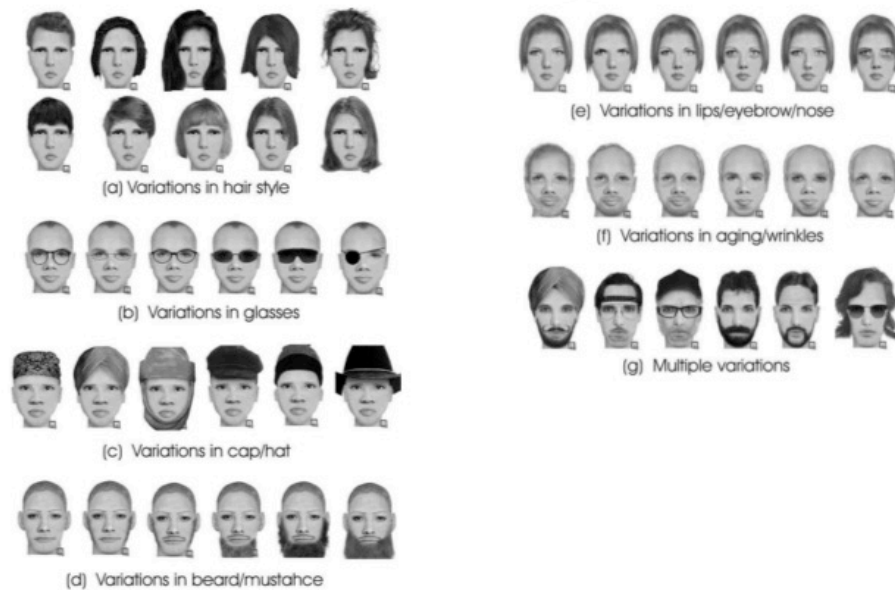 (a) Variations in hair style
(b) Variations in glasses
(c) Variations in cap/hat
(d) Variations in beard/mustahce
(e) Variations in lips/eyebrow/nose
(f) Variations in aging/wrinkles
(g) Multiple variations